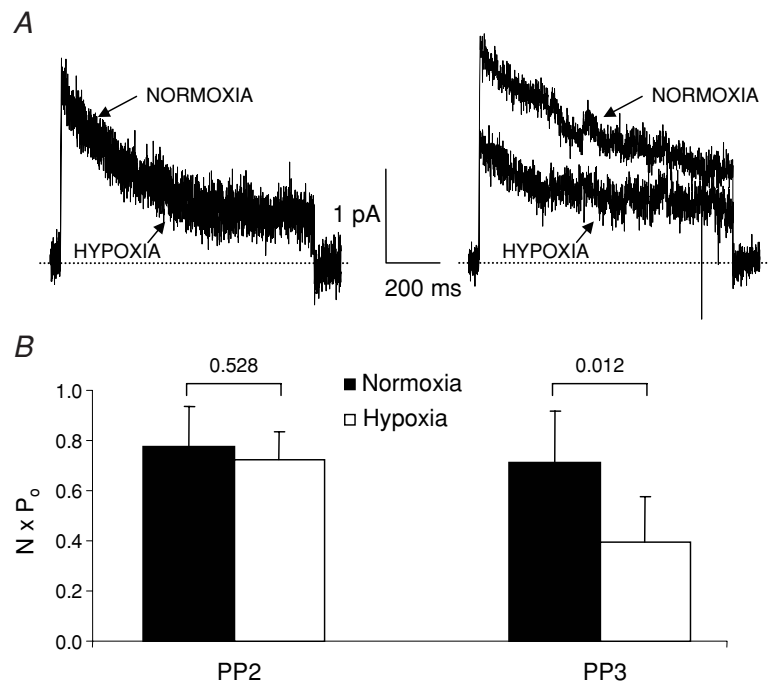 A
NORMOXIA
HYPOXIA
1 pA
200 ms
NORMOXIA
HYPOXIA
B
0.528
0.012
Normoxia
Hypoxia
1.0
0.8
0.6
0.4
0.2
0.0
N x Po
PP2
PP3